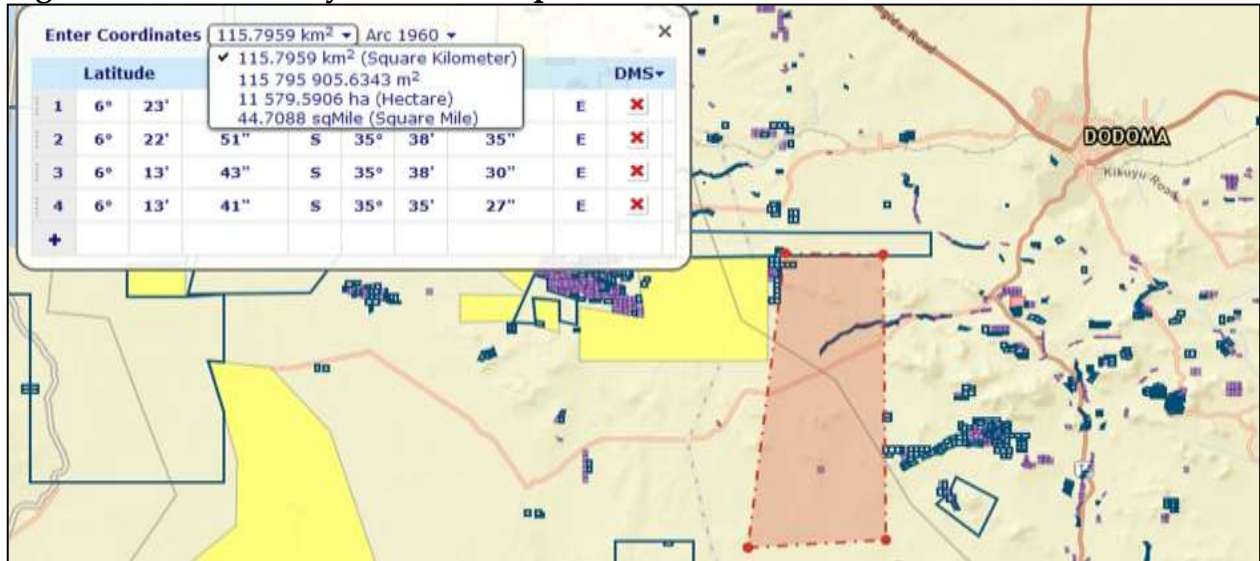 Enter Coordinates 115.7959 km² Arc 1960
✔ 115.7959 km² (Square Kilometer)
115 795 905.6343 m²
11 579.5906 ha (Hectare)
44.7088 sqMile (Square Mile)
Latitude DMS
1 6° 23' E
2 6° 22' 51" S 35° 38' 35" E
3 6° 13' 43" S 35° 38' 30" E
4 6° 13' 41" S 35° 35' 27" E
+
DODOMA
Kikuyu Road